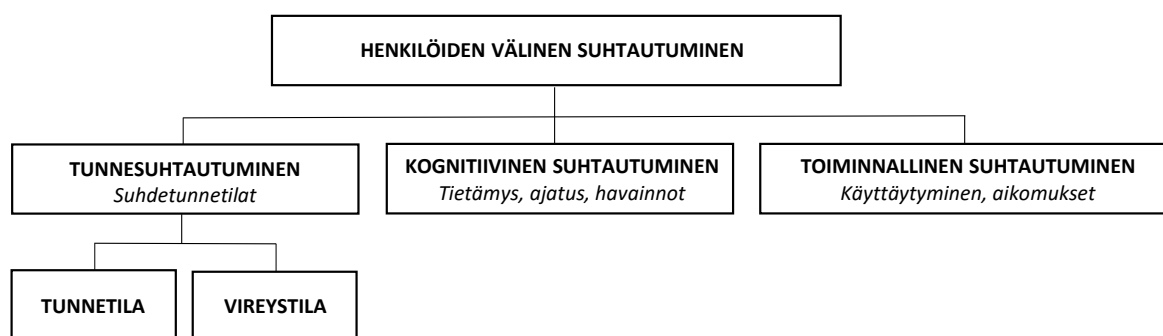 HENKILÖIDEN VÄLINEN SUHTAUTUMINEN
TUNNESUHTAUTUMINEN
Suhdetunnetilat
KOGNITIIVINEN SUHTAUTUMINEN
Tietämys, ajatus, havainnot
TOIMINNALLINEN SUHTAUTUMINEN
Käyttäytyminen, aikomukset
TUNNETILA
VIREYSTILA